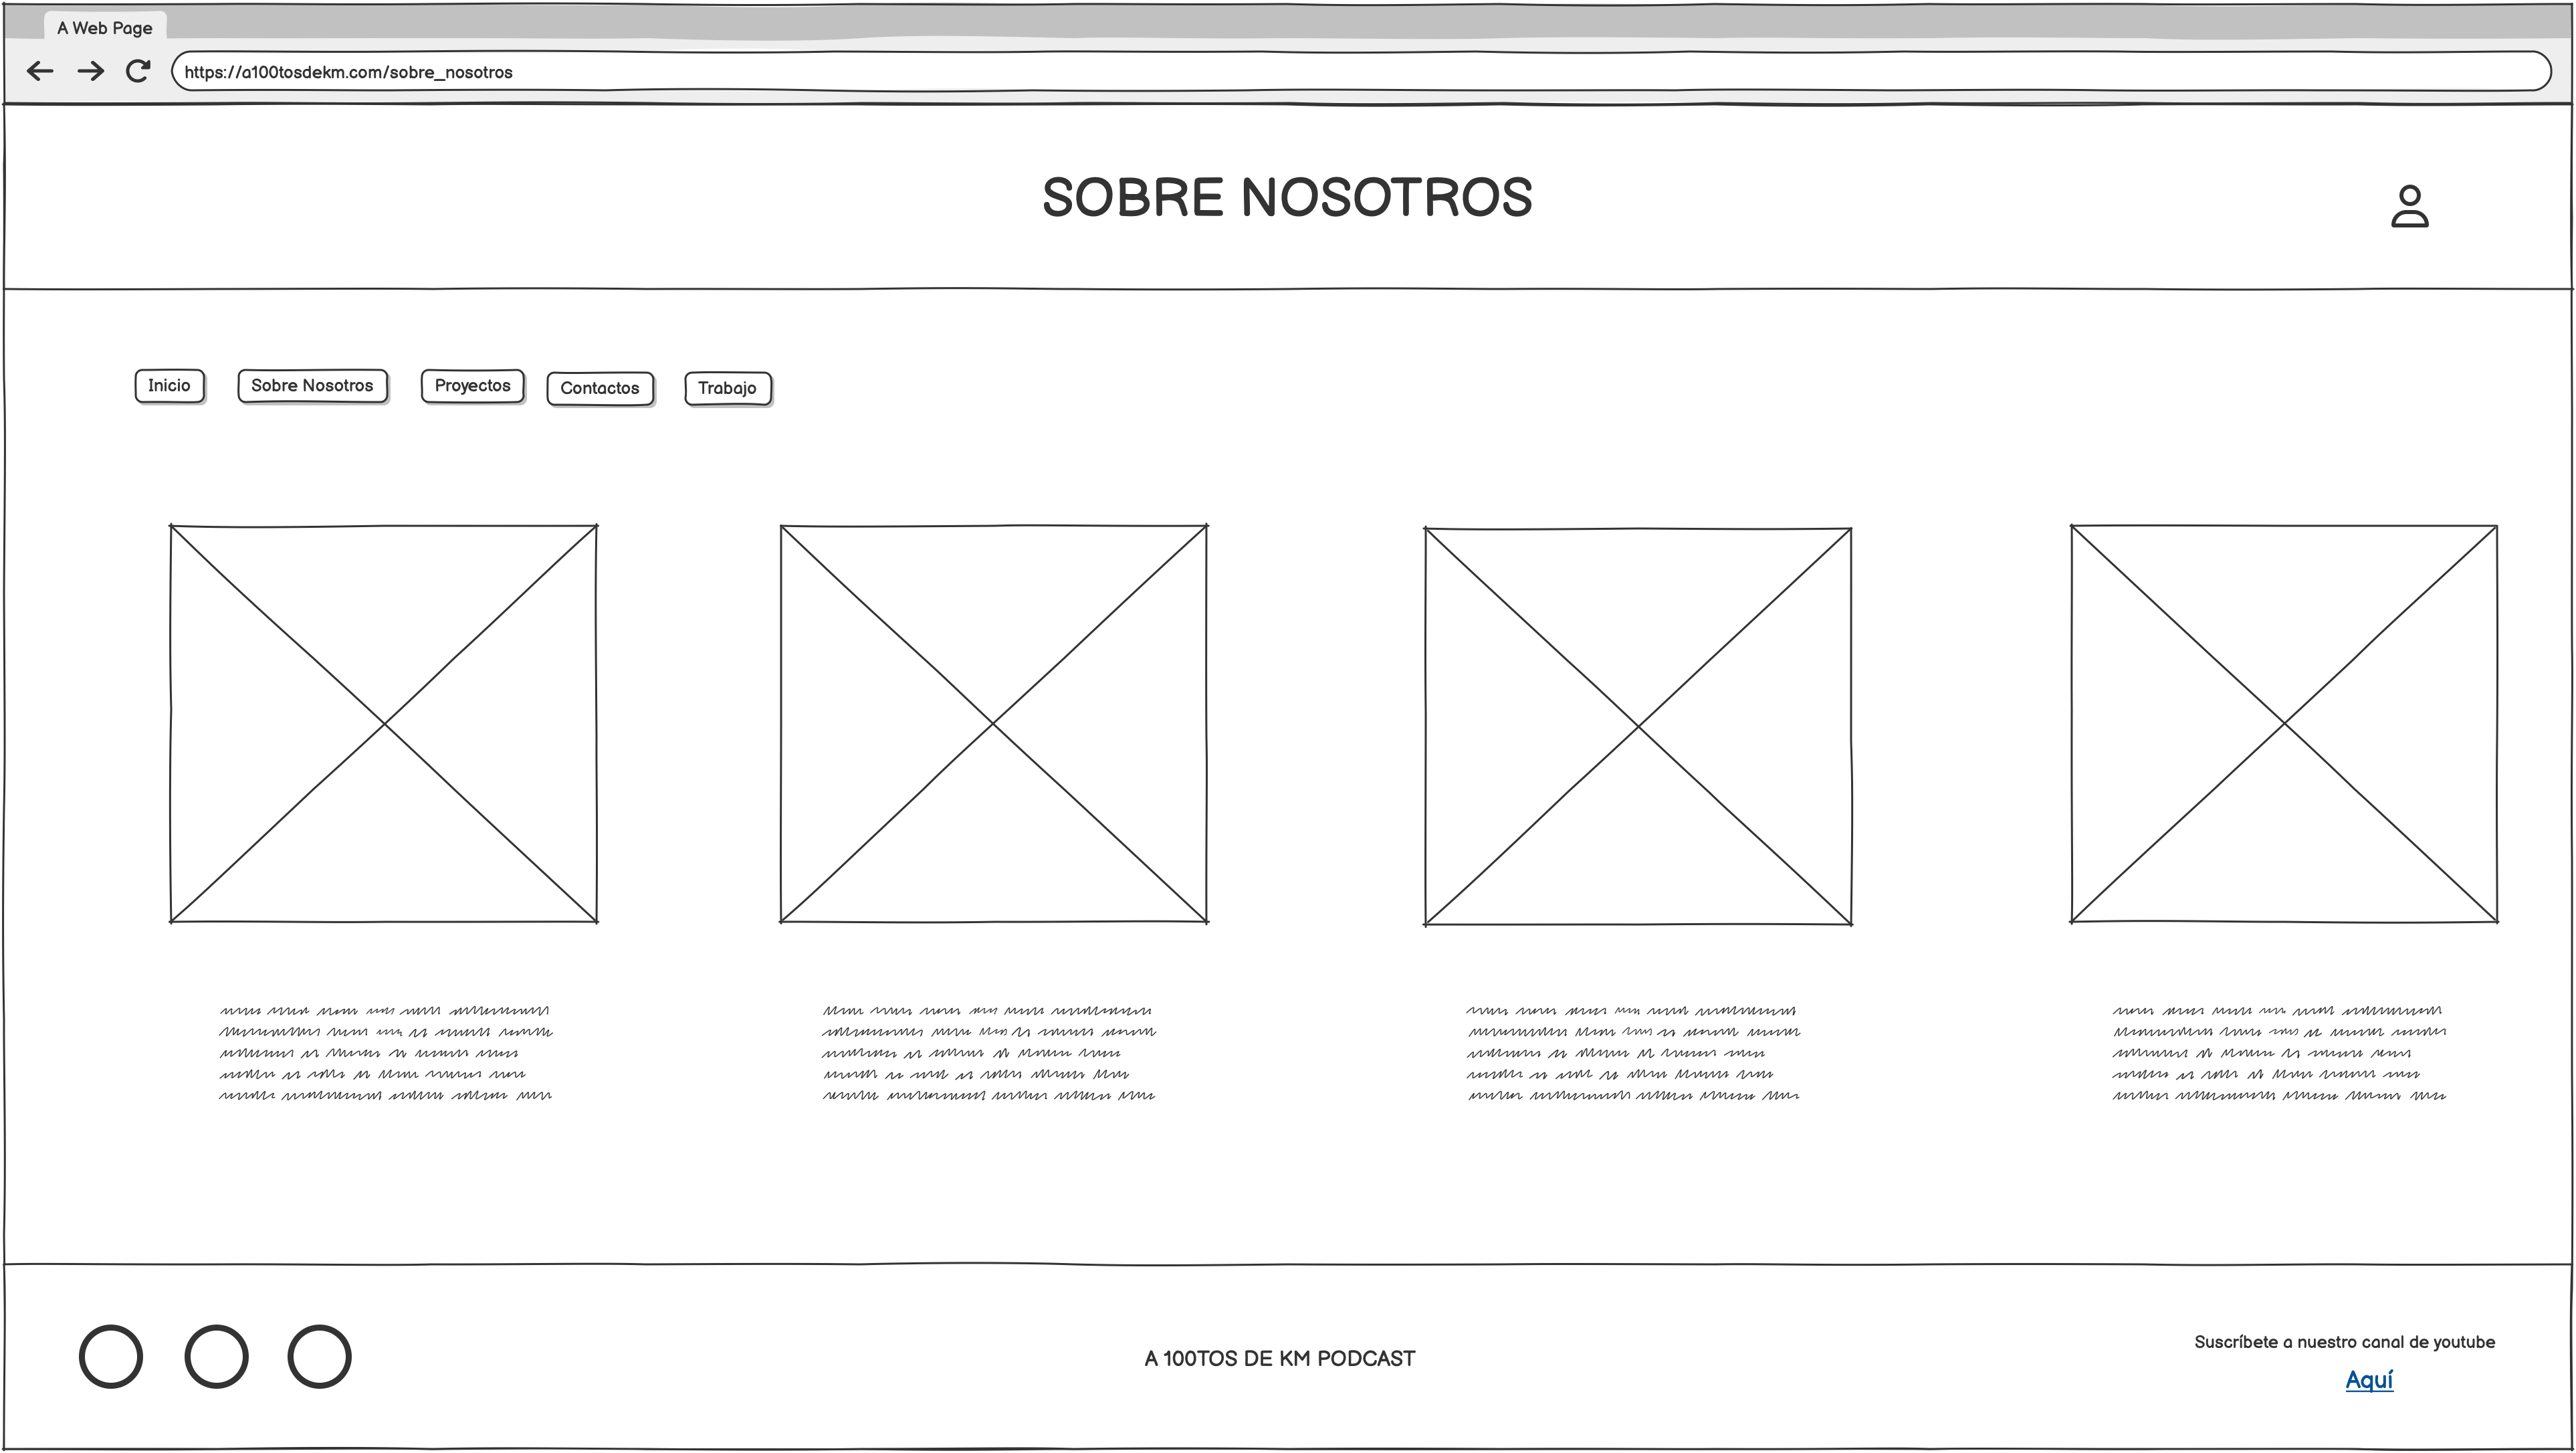 A Web Page
https://a100tosdekm.com/sobre_nosotros
SOBRE NOSOTROS
Inicio
Sobre Nosotros
Proyectos
Contactos
Trabajo
A 100TOS DE KM PODCAST
Suscríbete a nuestro canal de youtube
Aquí